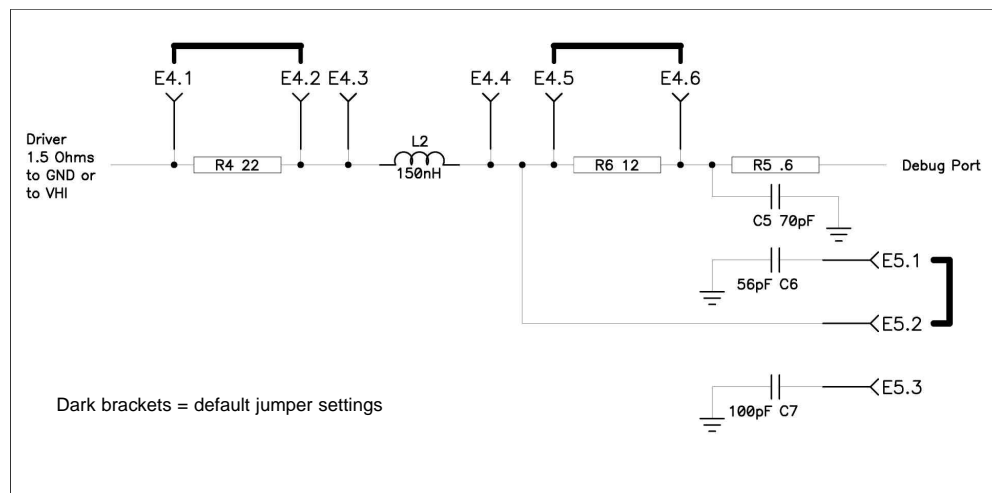 E4.1 E4.2 E4.3 E4.4 E4.5 E4.6
Driver
1.5 Ohms
to GND or
to VHI
R4 22
L2
150nH
R6 12
R5 .6
Debug Port
C5 70pF
E5.1
56pF C6
E5.2
E5.3
100pF C7
Dark brackets = default jumper settings